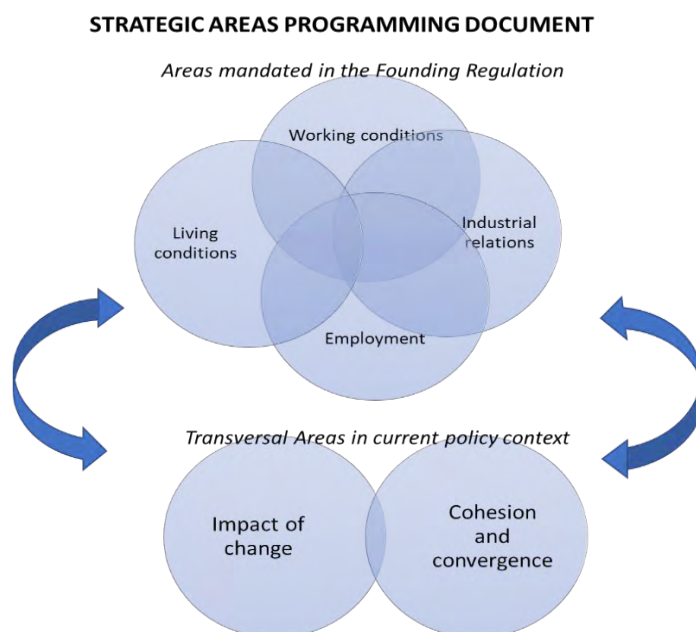 STRATEGIC AREAS PROGRAMMING DOCUMENT
Areas mandated in the Founding Regulation
Working conditions
Living
conditions
Industrial
relations
Employment
Transversal Areas in current policy context
Impact of
change
Cohesion
and
convergence